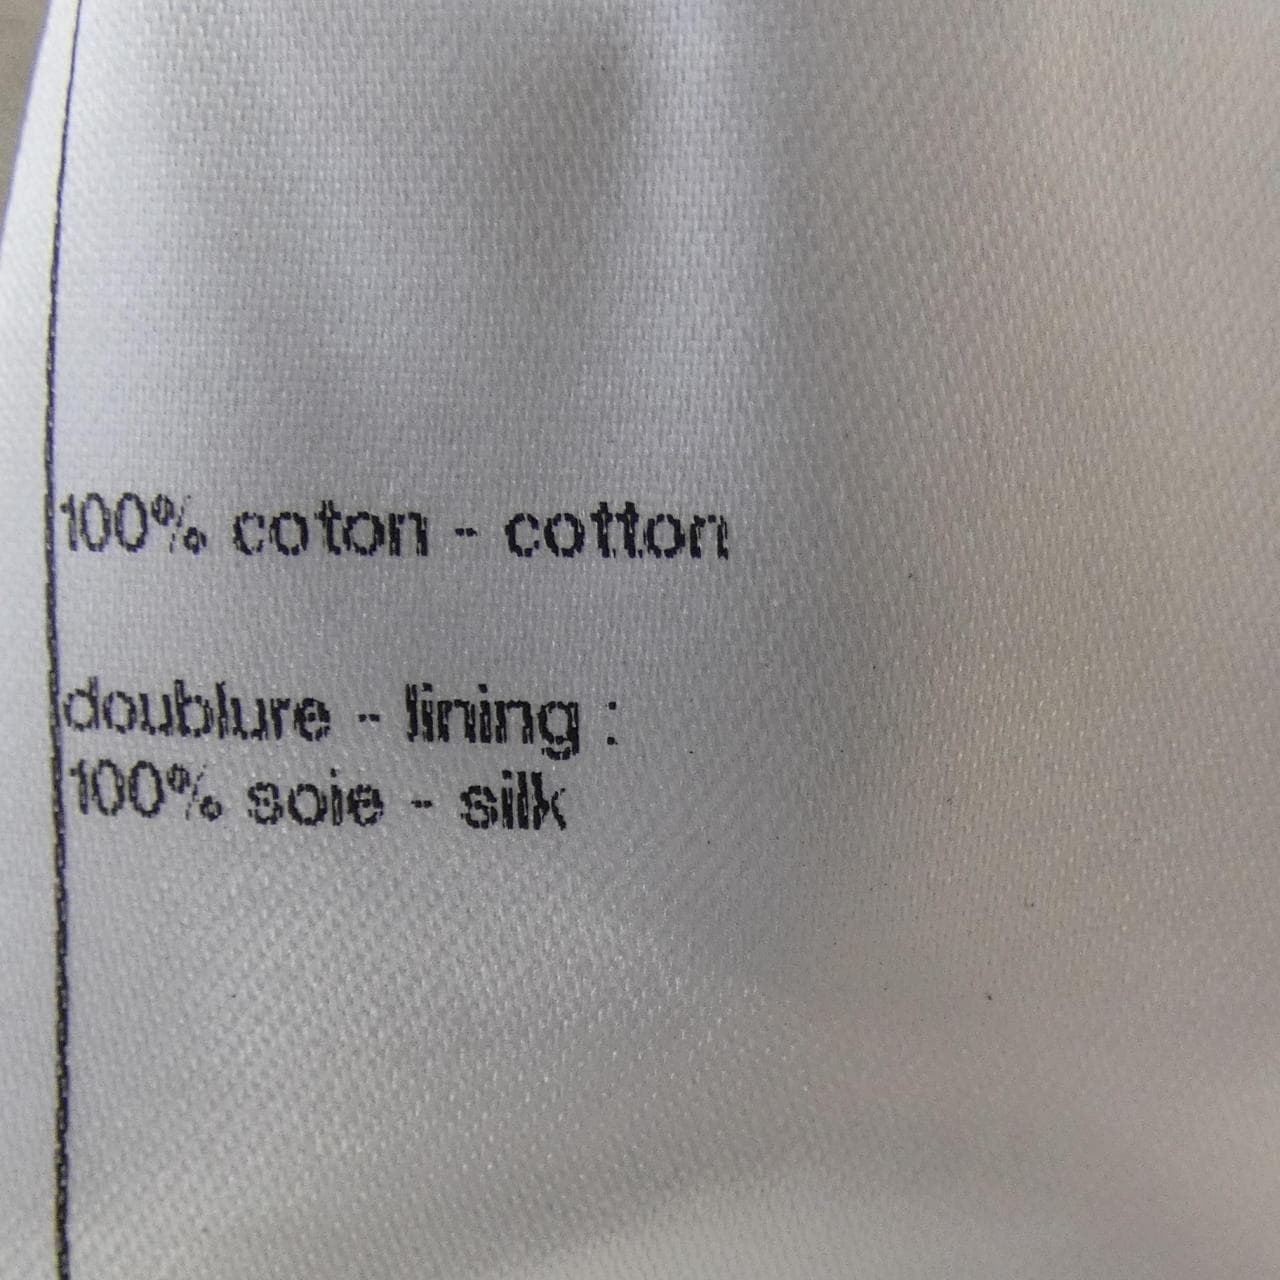 100% coton - cotton
doublure - lining :
100% soie - silk